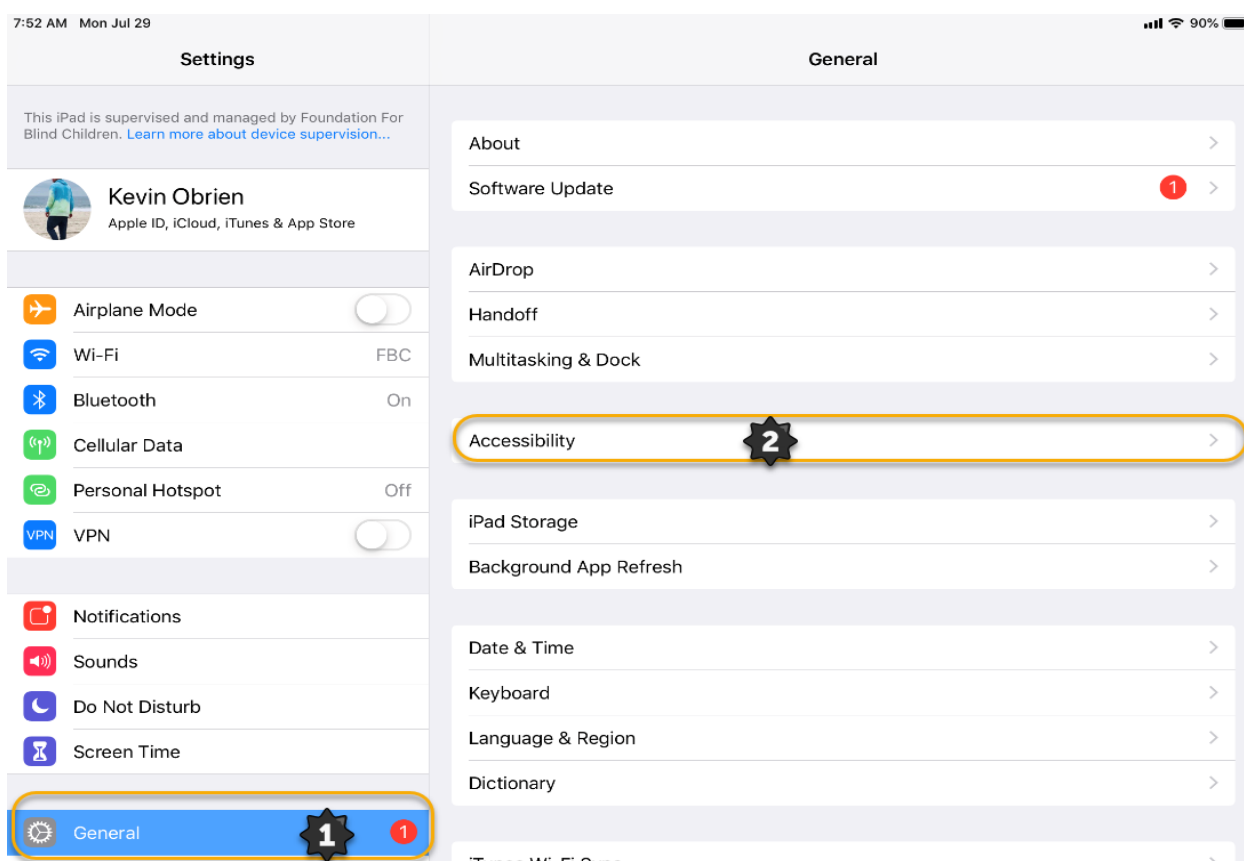 7:52 AM Mon Jul 29
90%
Settings
This iPad is supervised and managed by Foundation For
Blind Children. Learn more about device supervision...
Kevin Obrien
Apple ID, iCloud, iTunes & App Store
Airplane Mode
Wi-Fi FBC
Bluetooth On
Cellular Data
Personal Hotspot Off
VPN VPN
Notifications
Sounds
Do Not Disturb
Screen Time
General 1 1
General
About
Software Update 1
AirDrop
Handoff
Multitasking & Dock
Accessibility 2
iPad Storage
Background App Refresh
Date & Time
Keyboard
Language & Region
Dictionary
iTunes Wi-Fi Sync